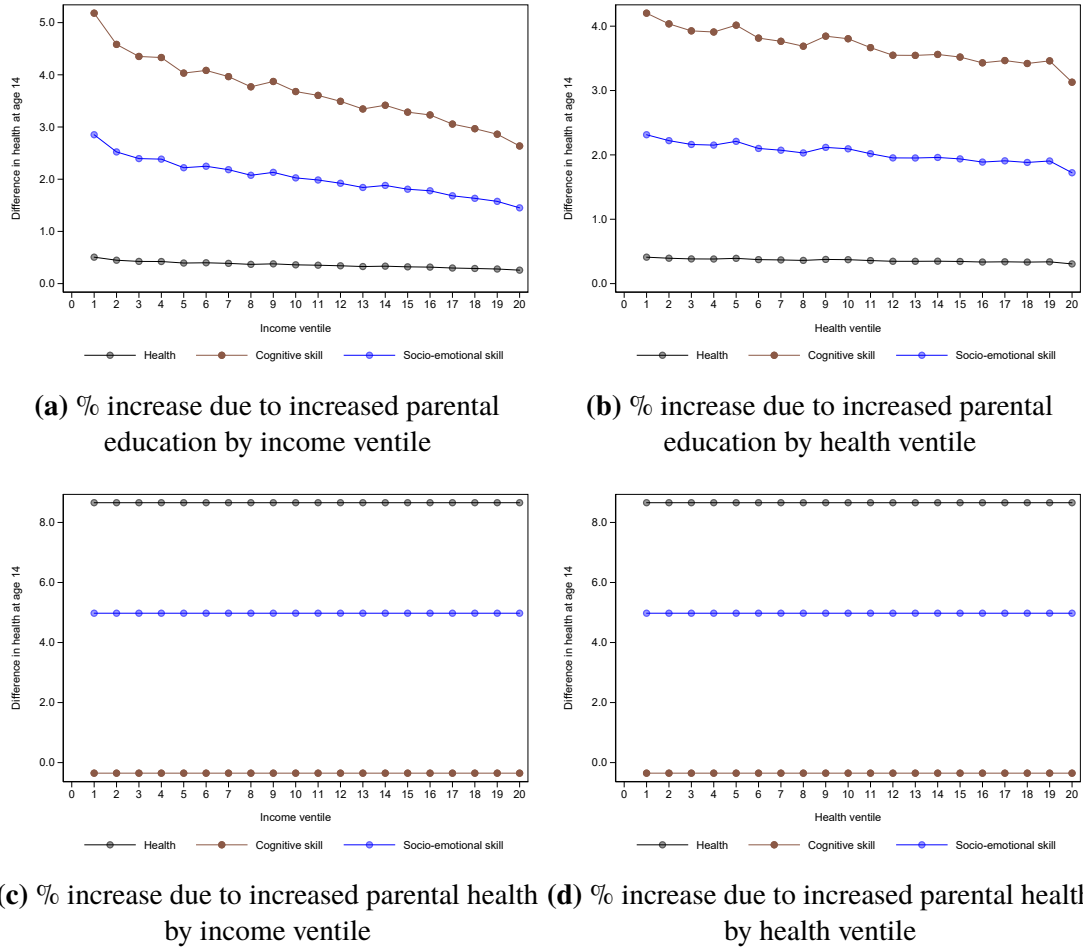 5.0
4.0
3.0
2.0
1.0
0.0
Difference in health at age 14
0 1 2 3 4 5 6 7 8 9 10 11 12 13 14 15 16 17 18 19 20
Income ventile
Health Cognitive skill Socio-emotional skill
(a) % increase due to increased parental
education by income ventile
4.0
3.0
2.0
1.0
0.0
Difference in health at age 14
0 1 2 3 4 5 6 7 8 9 10 11 12 13 14 15 16 17 18 19 20
Health ventile
Health Cognitive skill Socio-emotional skill
(b) % increase due to increased parental
education by health ventile
8.0
6.0
4.0
2.0
0.0
Difference in health at age 14
0 1 2 3 4 5 6 7 8 9 10 11 12 13 14 15 16 17 18 19 20
Income ventile
Health Cognitive skill Socio-emotional skill
(c) % increase due to increased parental health
by income ventile
8.0
6.0
4.0
2.0
0.0
Difference in health at age 14
0 1 2 3 4 5 6 7 8 9 10 11 12 13 14 15 16 17 18 19 20
Health ventile
Health Cognitive skill Socio-emotional skill
(d) % increase due to increased parental health
by health ventile